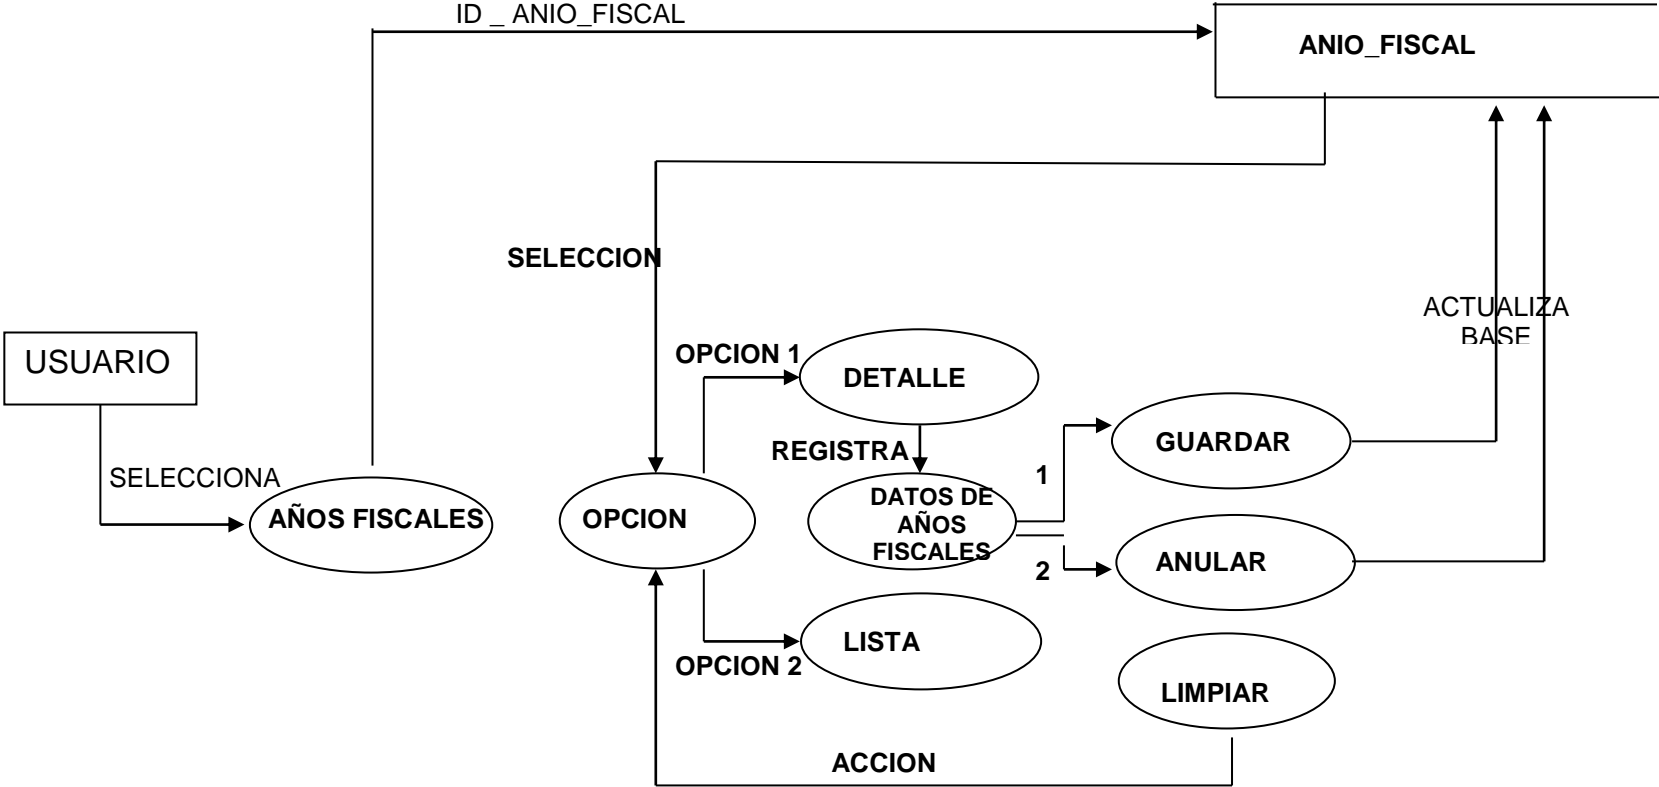 ID _ ANIO_FISCAL
ANIO_FISCAL
SELECCION
ACTUALIZA
BASE
USUARIO
OPCION 1
DETALLE
REGISTRA
GUARDAR
SELECCIONA
1
AÑOS FISCALES
OPCION
DATOS DE
AÑOS
FISCALES
2
ANULAR
LISTA
OPCION 2
LIMPIAR
ACCION